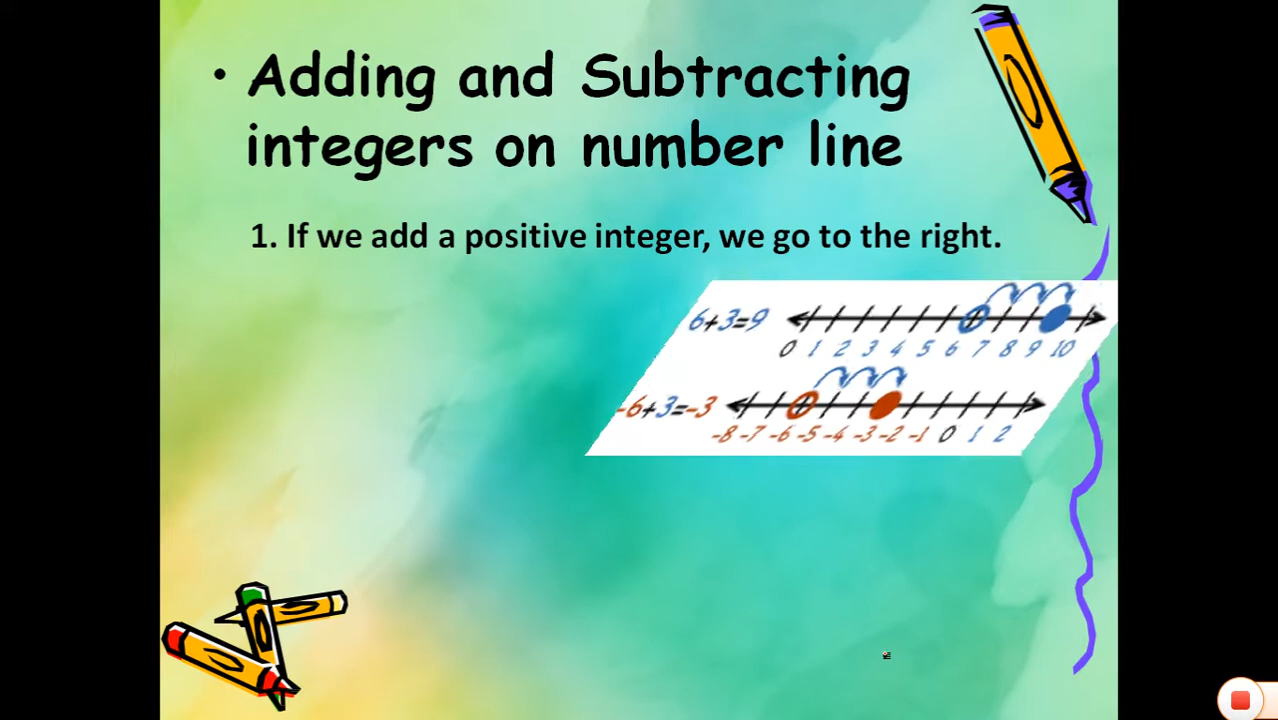 • Adding and Subtracting
integers on number line
1. If we add a positive integer, we go to the right.
6+3=9
0 1 2 3 4 5 6 7 8 9 10
-6+3=-3
-8 -7 -6 -5 -4 -3 -2 -1 0 1 2